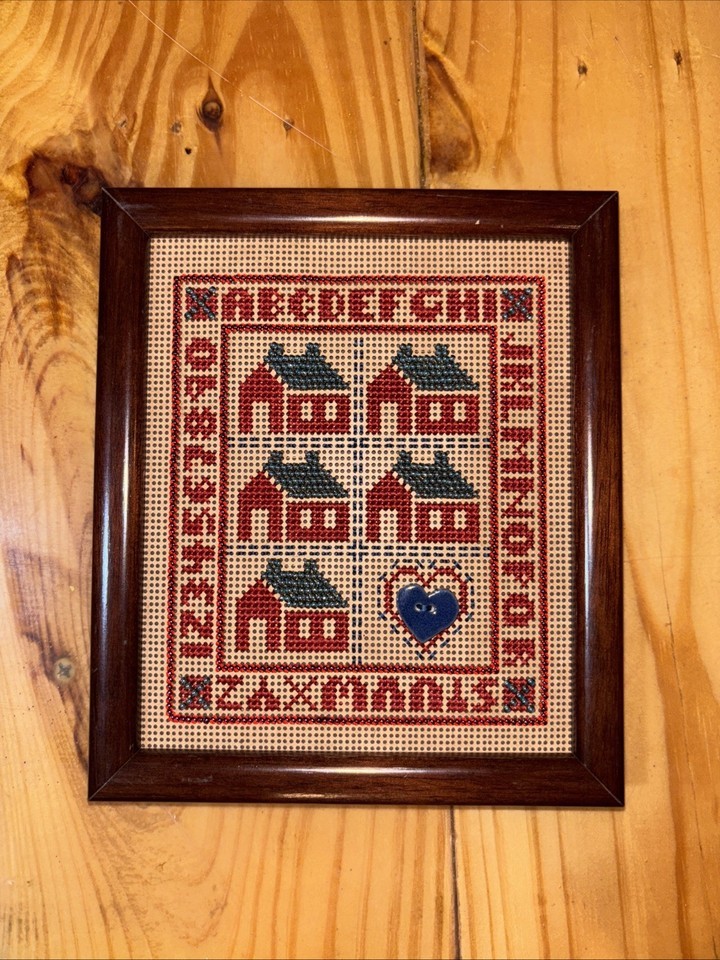 ABCDEFGHI
JKLMNOPQR
STUVWXYZ
1234567890